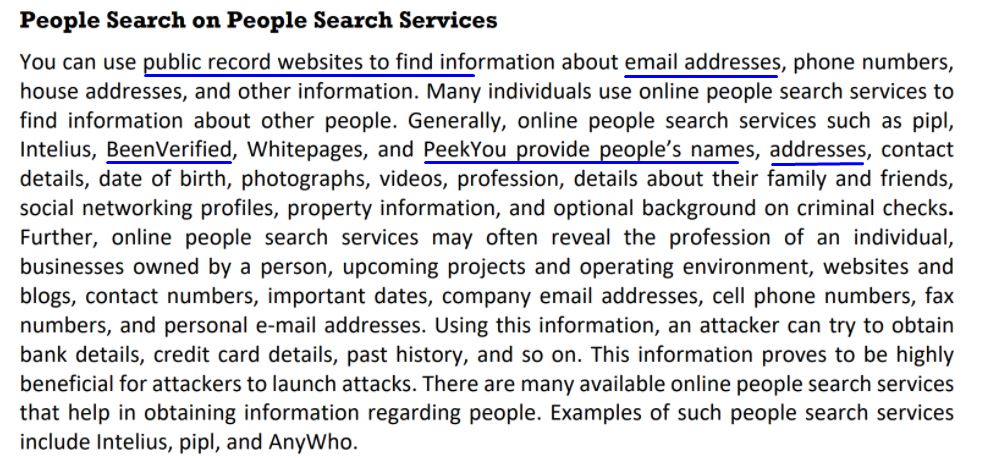 People Search on People Search Services
You can use public record websites to find information about email addresses, phone numbers,
house addresses, and other information. Many individuals use online people search services to
find information about other people. Generally, online people search services such as pipl,
Intelius, BeenVerified, Whitepages, and PeekYou provide people’s names, addresses, contact
details, date of birth, photographs, videos, profession, details about their family and friends,
social networking profiles, property information, and optional background on criminal checks.
Further, online people search services may often reveal the profession of an individual,
businesses owned by a person, upcoming projects and operating environment, websites and
blogs, contact numbers, important dates, company email addresses, cell phone numbers, fax
numbers, and personal e-mail addresses. Using this information, an attacker can try to obtain
bank details, credit card details, past history, and so on. This information proves to be highly
beneficial for attackers to launch attacks. There are many available online people search services
that help in obtaining information regarding people. Examples of such people search services
include Intelius, pipl, and AnyWho.